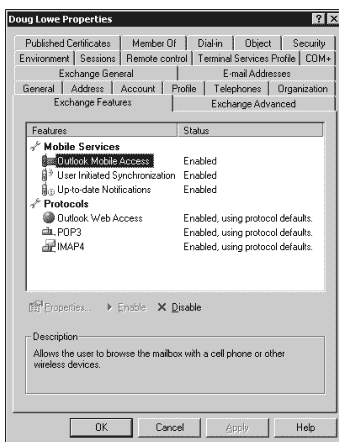 Doug Lowe Properties
Published Certificates Member Of Dial-in Object Security
Environment Sessions Remote control Terminal Services Profile COM+
Exchange General E-mail Addresses
General Address Account Profile Telephones Organization
Exchange Features Exchange Advanced
Features Status
Mobile Services
Outlook Mobile Access Enabled
User Initiated Synchronization Enabled
Up-to-date Notifications Enabled
Protocols
Outlook Web Access Enabled, using protocol defaults.
POP3 Enabled, using protocol defaults.
IMAP4 Enabled, using protocol defaults.
Properties... Enable Disable
Description
Allows the user to browse the mailbox with a cell phone or other
wireless devices.
OK Cancel Apply Help